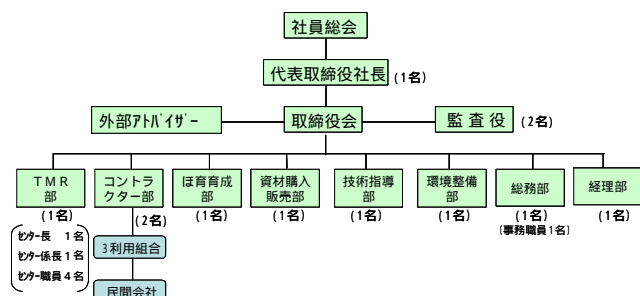 社員総会
代表取締役社長 (1名)
外部ｱﾄﾞﾊﾞｲｻﾞｰ 取締役会 監査役 (2名)
TMR部 (1名)
センター長 1名
センター係長 1名
センター職員 4名
コントラクター部 (2名)
3利用組合
民間会社
ほ育育成部 (1名)
資材購入販売部 (1名)
技術指導部 (1名)
環境整備部 (1名)
総務部 (1名)
(事務職員1名)
経理部 (1名)